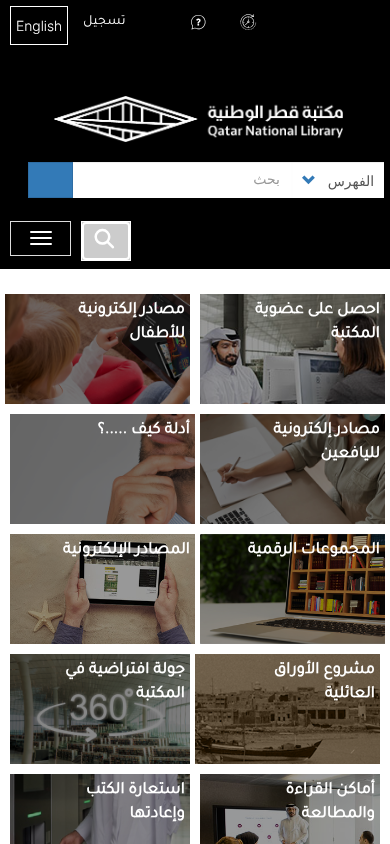 تسجيل
English
مكتبة قطر الوطنية
Qatar National Library
الفهرس
بحث
احصل على عضوية
المكتبة
مصادر إلكترونية
للأطفال
مصادر إلكترونية
لليافعين
أدلة كيف .....؟
المجموعات الرقمية
المصادر الإلكترونية
مشروع الأوراق
العائلية
جولة افتراضية في
المكتبة
360°
أماكن القراءة
والمطالعة
استعارة الكتب
وإعادتها